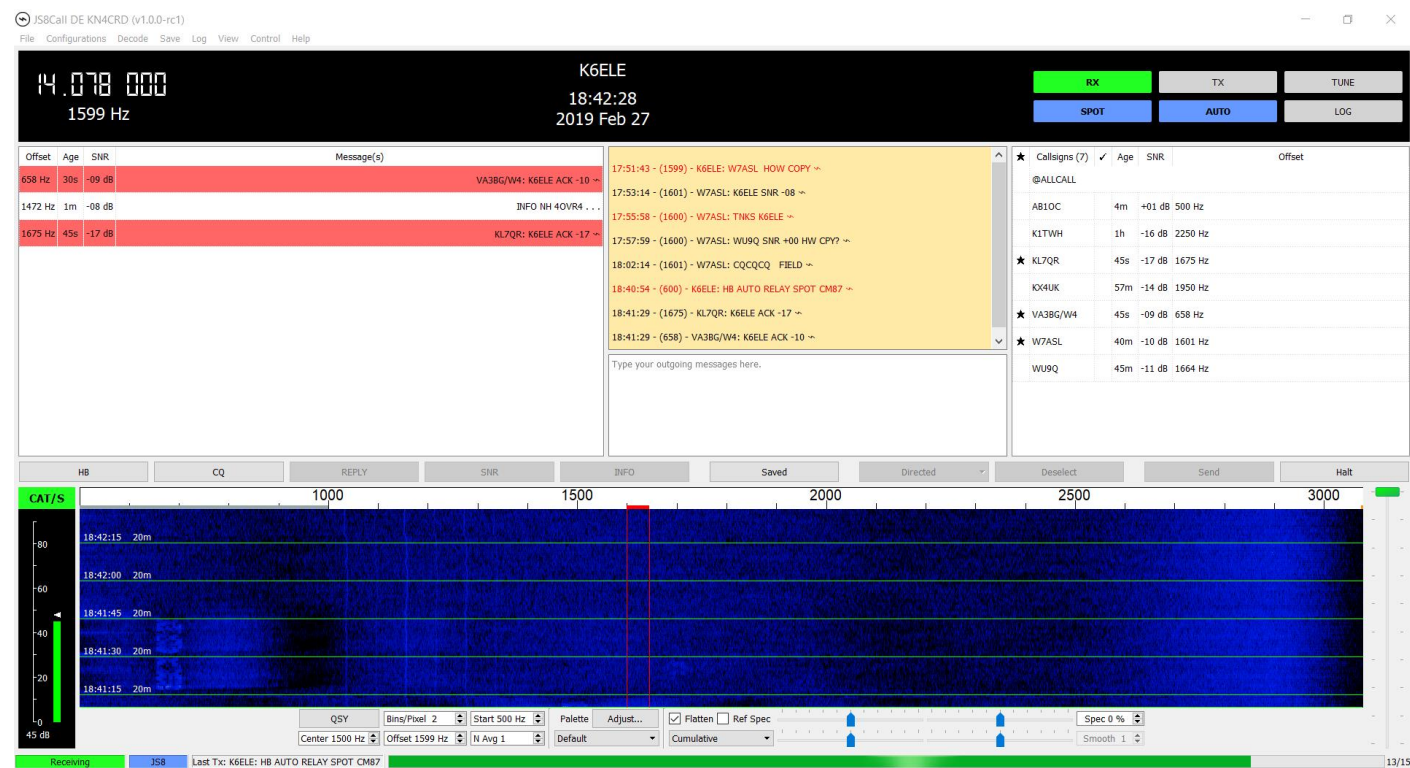 JS8Call DE KN4CRD (v1.0.0-rc1)
File Configurations Decode Save Log View Control Help
14.078 000
1599 Hz
K6ELE
18:42:28
2019 Feb 27
RX TX TUNE
SPOT AUTO LOG
Offset Age SNR Message(s)
658 Hz 30s -09 dB VA3BG/W4: K6ELE ACK -10
1472 Hz 1m -08 dB INFO NH 4OVR4 . . .
1675 Hz 45s -17 dB KL7QR: K6ELE ACK -17
17:51:43 - (1599) - K6ELE: W7ASL HOW COPY
17:53:14 - (1601) - W7ASL: K6ELE SNR -08
17:55:58 - (1600) - W7ASL: TNKS K6ELE
17:57:59 - (1600) - W7ASL: WU9Q SNR +00 HW CPY?
18:02:14 - (1601) - W7ASL: CQCQCQ FIELD
18:40:54 - (600) - K6ELE: HB AUTO RELAY SPOT CM87
18:41:29 - (1675) - KL7QR: K6ELE ACK -17
18:41:29 - (658) - VA3BG/W4: K6ELE ACK -10
Type your outgoing messages here.
★ Callsigns (7) ✓ Age SNR Offset
@ALLCALL
AB1OC 4m +01 dB 500 Hz
K1TWH 1h -16 dB 2250 Hz
★ KL7QR 45s -17 dB 1675 Hz
KX4UK 57m -14 dB 1950 Hz
★ VA3BG/W4 45s -09 dB 658 Hz
★ W7ASL 40m -10 dB 1601 Hz
WU9Q 45m -11 dB 1664 Hz
HB CQ REPLY SNR INFO Saved Directed Deselect Send Halt
CAT/S 1000 1500 2000 2500 3000
80
60
40
20
0
45 dB
18:42:15 20m
18:42:00 20m
18:41:45 20m
18:41:30 20m
18:41:15 20m
QSY Bins/Pixel 2 Start 500 Hz Palette Adjust... Flatten Ref Spec Spec 0 %
Center 1500 Hz Offset 1599 Hz N Avg 1 Default Cumulative Smooth 1
Receiving JS8 Last Tx: K6ELE: HB AUTO RELAY SPOT CM87 13/15